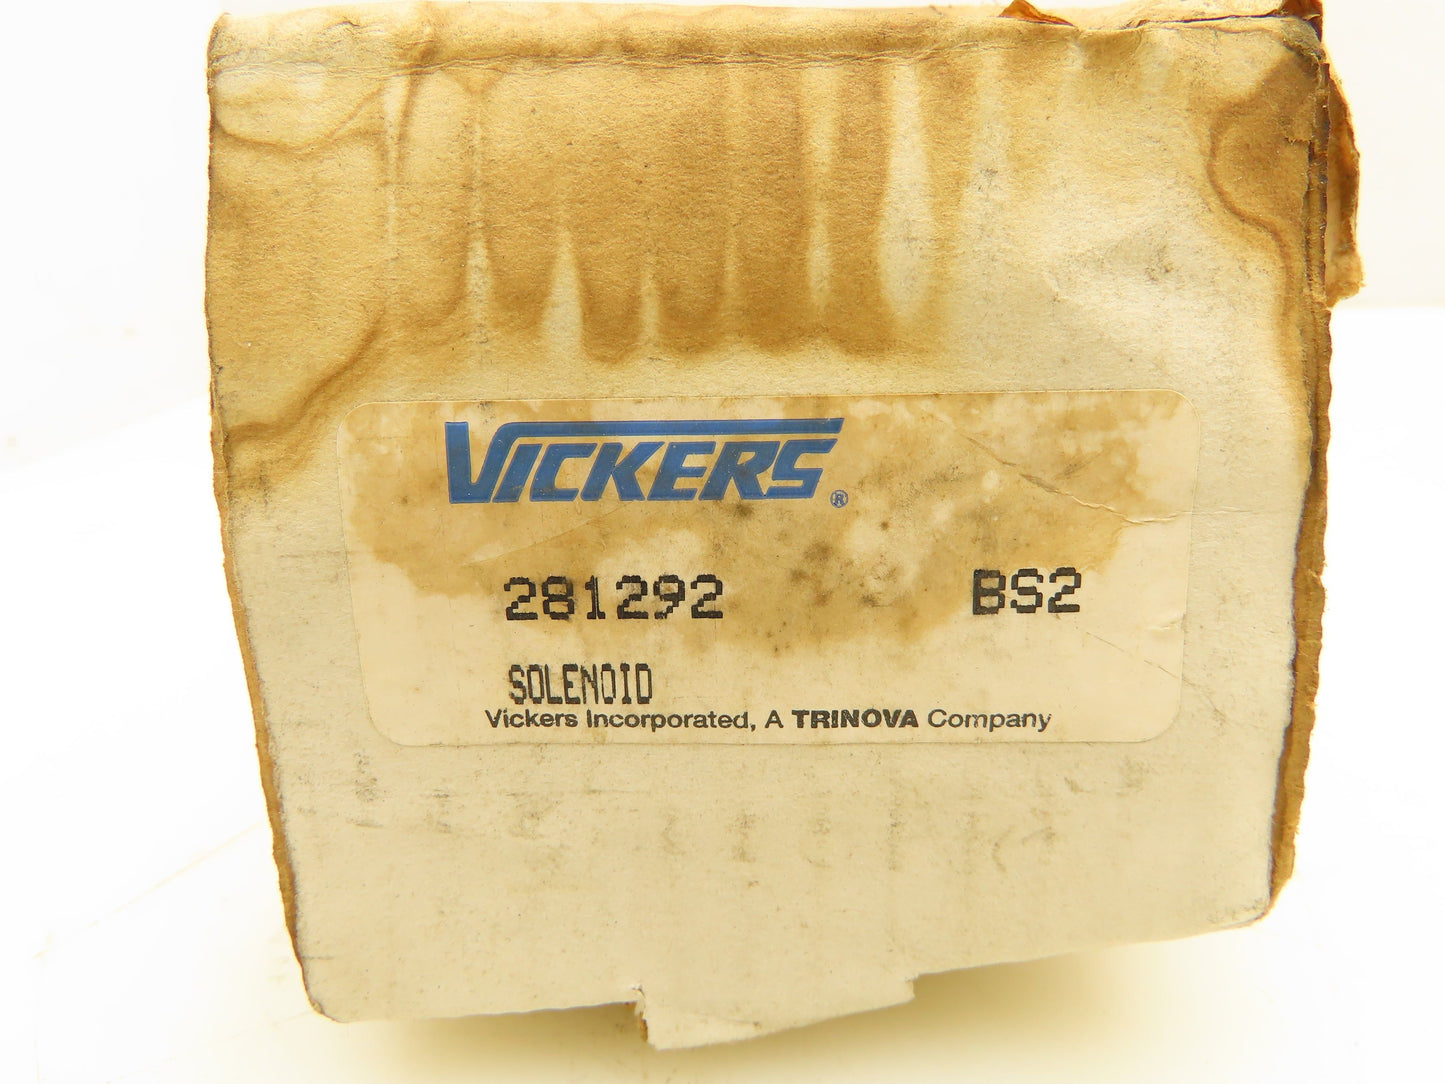 VICKERS®
281292 BS2
SOLENOID
Vickers Incorporated, A TRINOVA Company